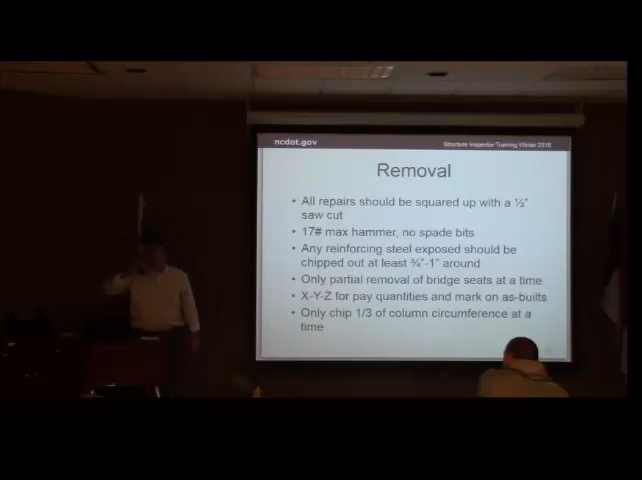 ncdot.gov
Structure Inspector Training Winter 2018
Removal
• All repairs should be squared up with a ½”
saw cut
• 17# max hammer, no spade bits
• Any reinforcing steel exposed should be
chipped out at least ¾”-1” around
• Only partial removal of bridge seats at a time
• X-Y-Z for pay quantities and mark on as-builts
• Only chip 1/3 of column circumference at a
time